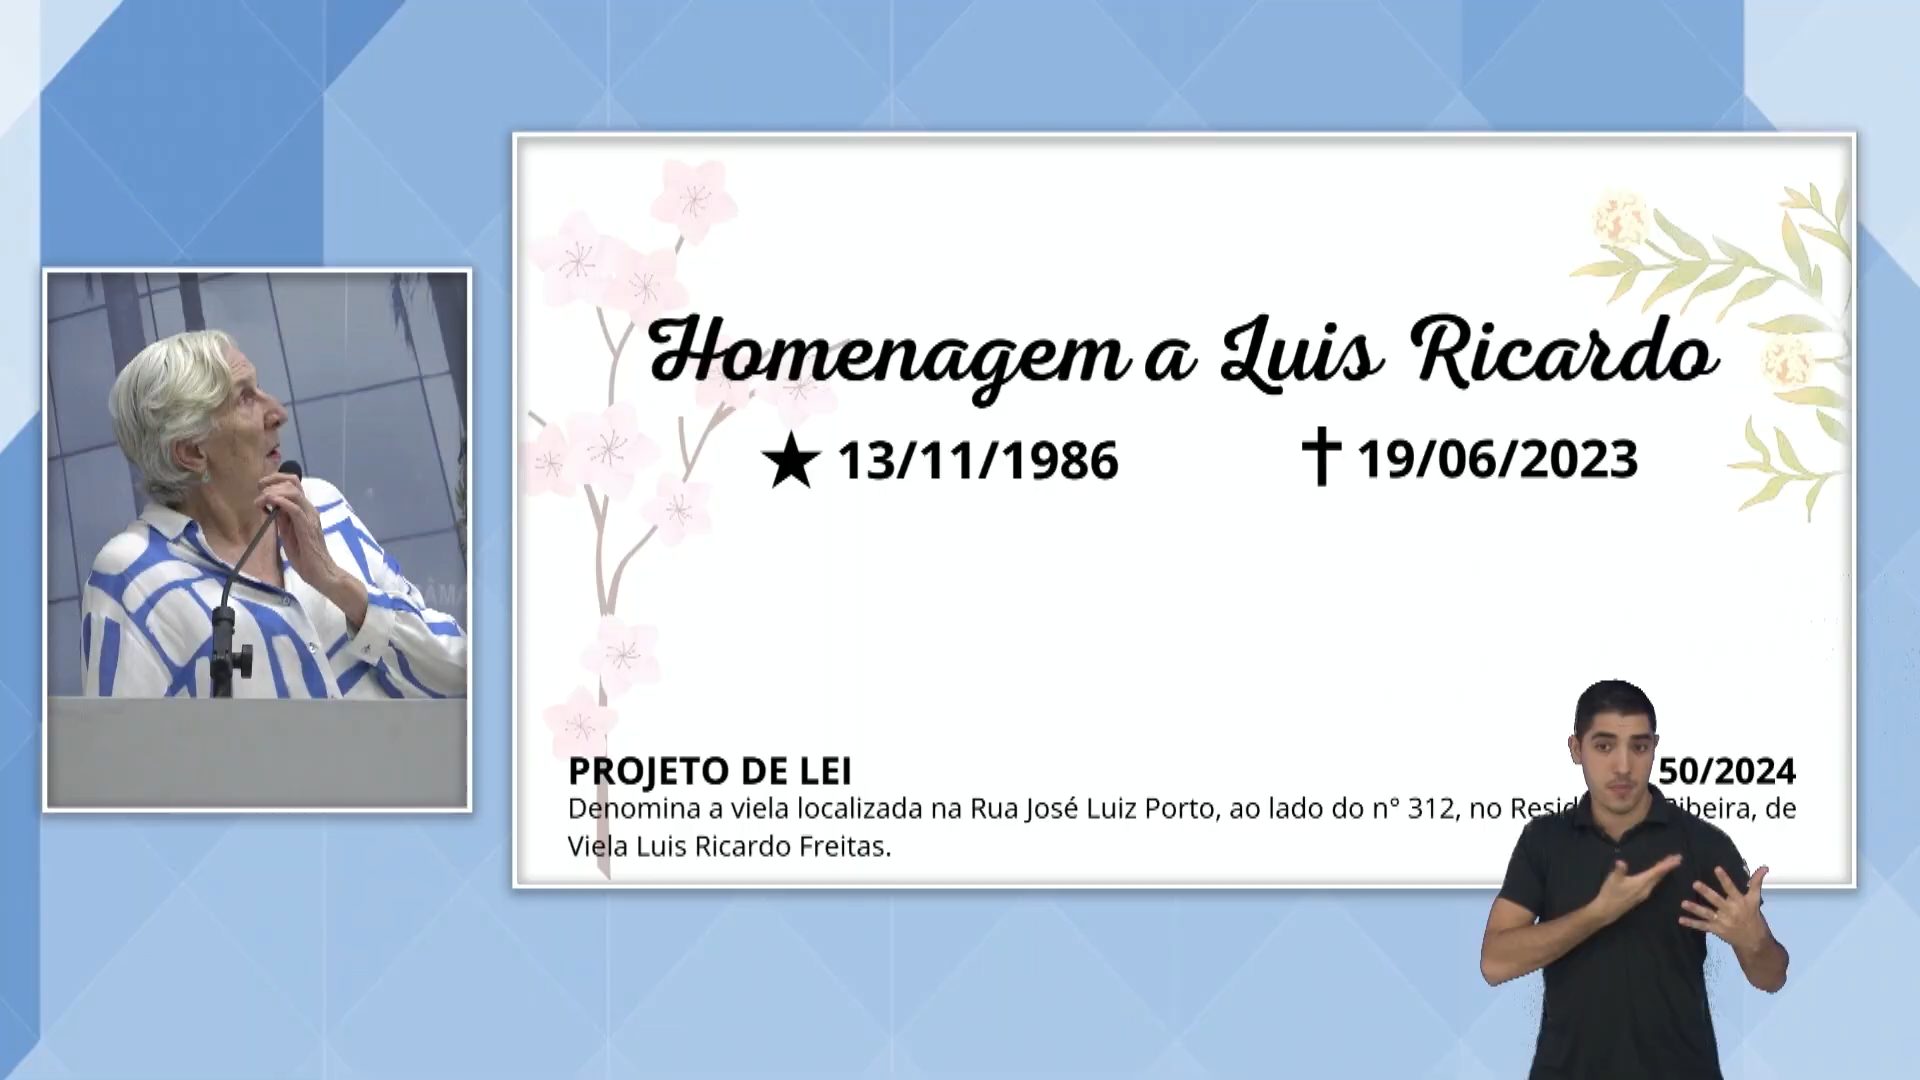 Homenagem a Luis Ricardo
★ 13/11/1986 ✝ 19/06/2023
PROJETO DE LEI 50/2024
Denomina a viela localizada na Rua José Luiz Porto, ao lado do n° 312, no Ribeira, de
Viela Luis Ricardo Freitas.